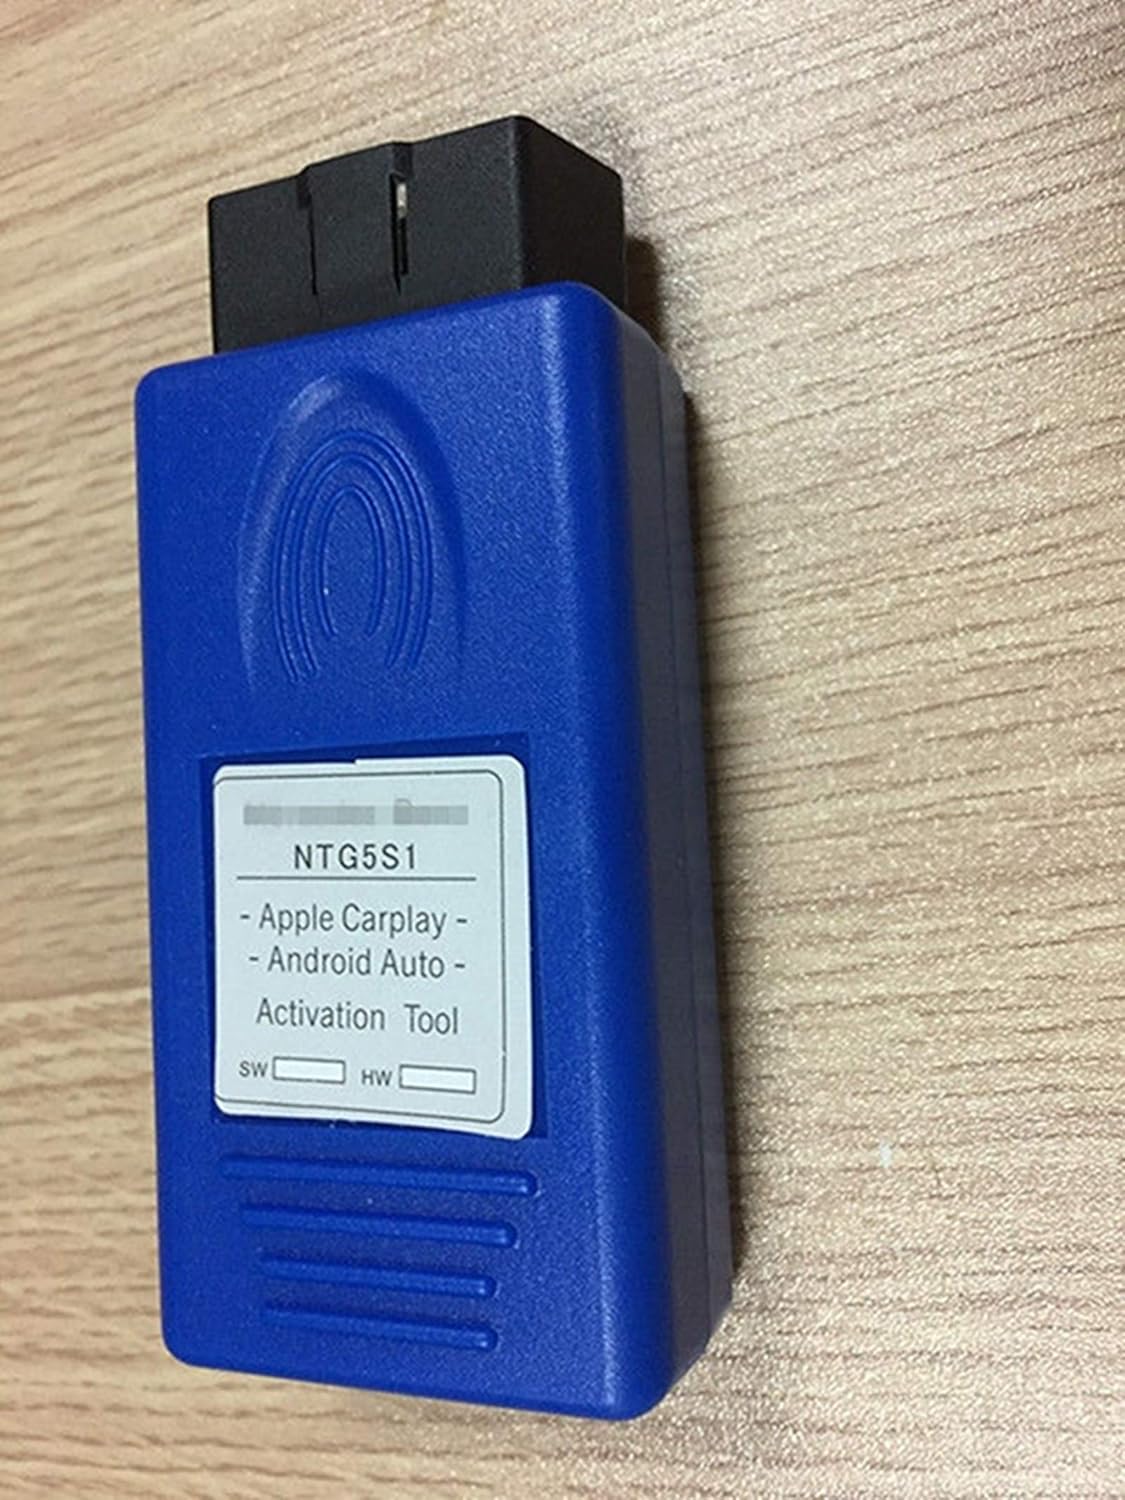 NTG5S1
- Apple Carplay -
- Android Auto -
Activation Tool
SW HW